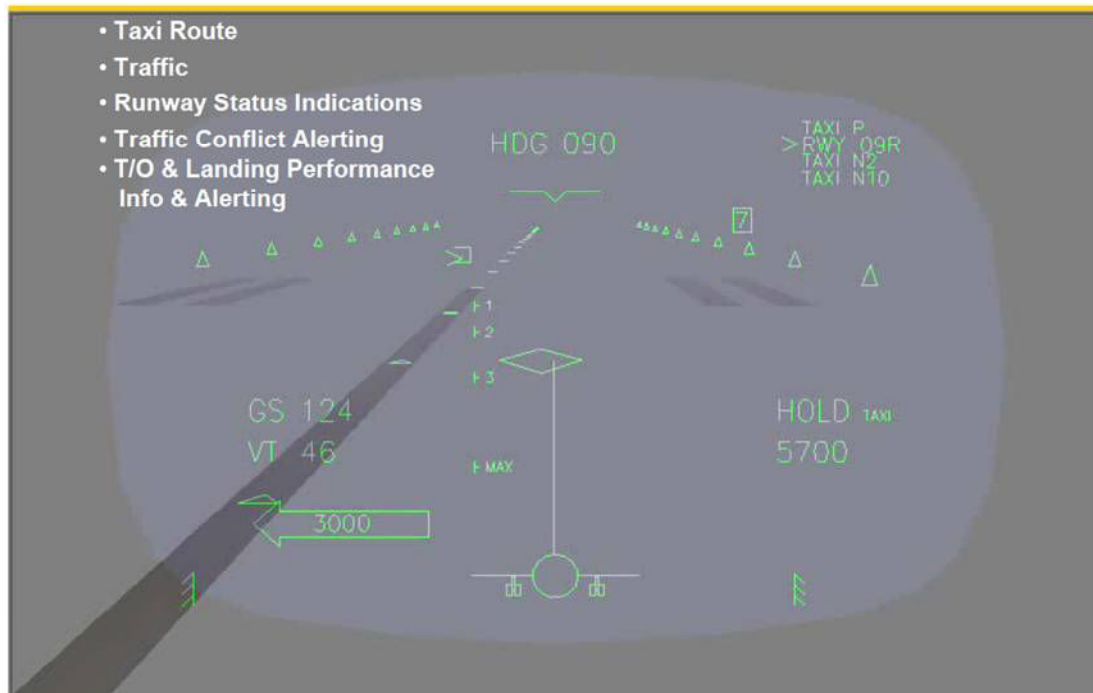 • Taxi Route
• Traffic
• Runway Status Indications
• Traffic Conflict Alerting
• T/O & Landing Performance
Info & Alerting
HDG 090
TAXI P
>RWY 09R
TAXI N2
TAXI N10
7
1
2
3
GS 124
VT 46
MAX
HOLD TAXI
5700
3000